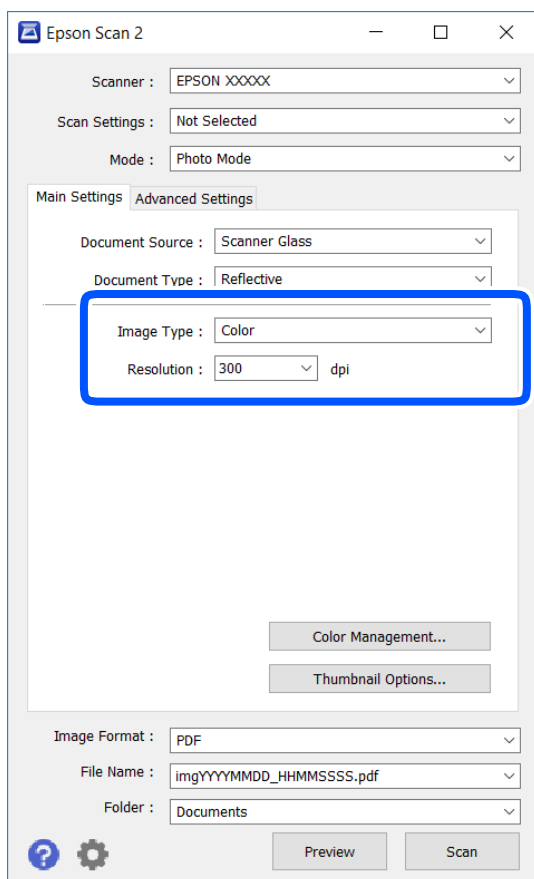 Epson Scan 2
Scanner : EPSON XXXXX
Scan Settings : Not Selected
Mode : Photo Mode
Main Settings Advanced Settings
Document Source : Scanner Glass
Document Type : Reflective
Image Type : Color
Resolution : 300 dpi
Color Management...
Thumbnail Options...
Image Format : PDF
File Name : imgYYYYMMDD_HHMMSSSS.pdf
Folder : Documents
? Preview Scan